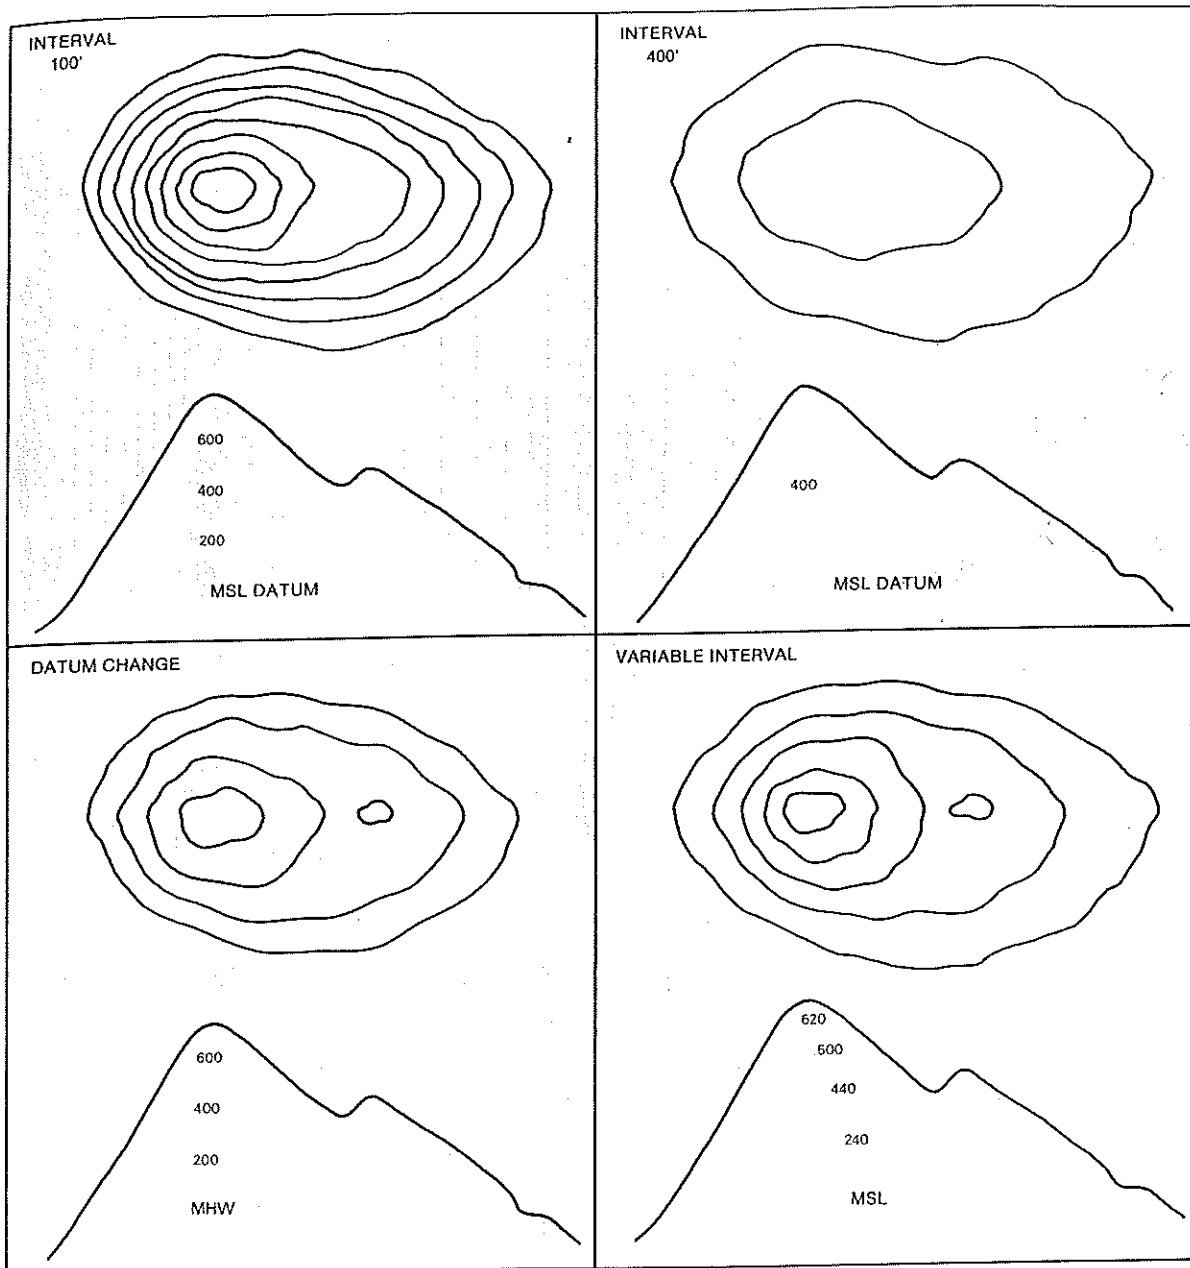 INTERVAL
100'
600
400
200
MSL DATUM
INTERVAL
400'
400
MSL DATUM
DATUM CHANGE
600
400
200
MHW
VARIABLE INTERVAL
620
500
440
240
MSL